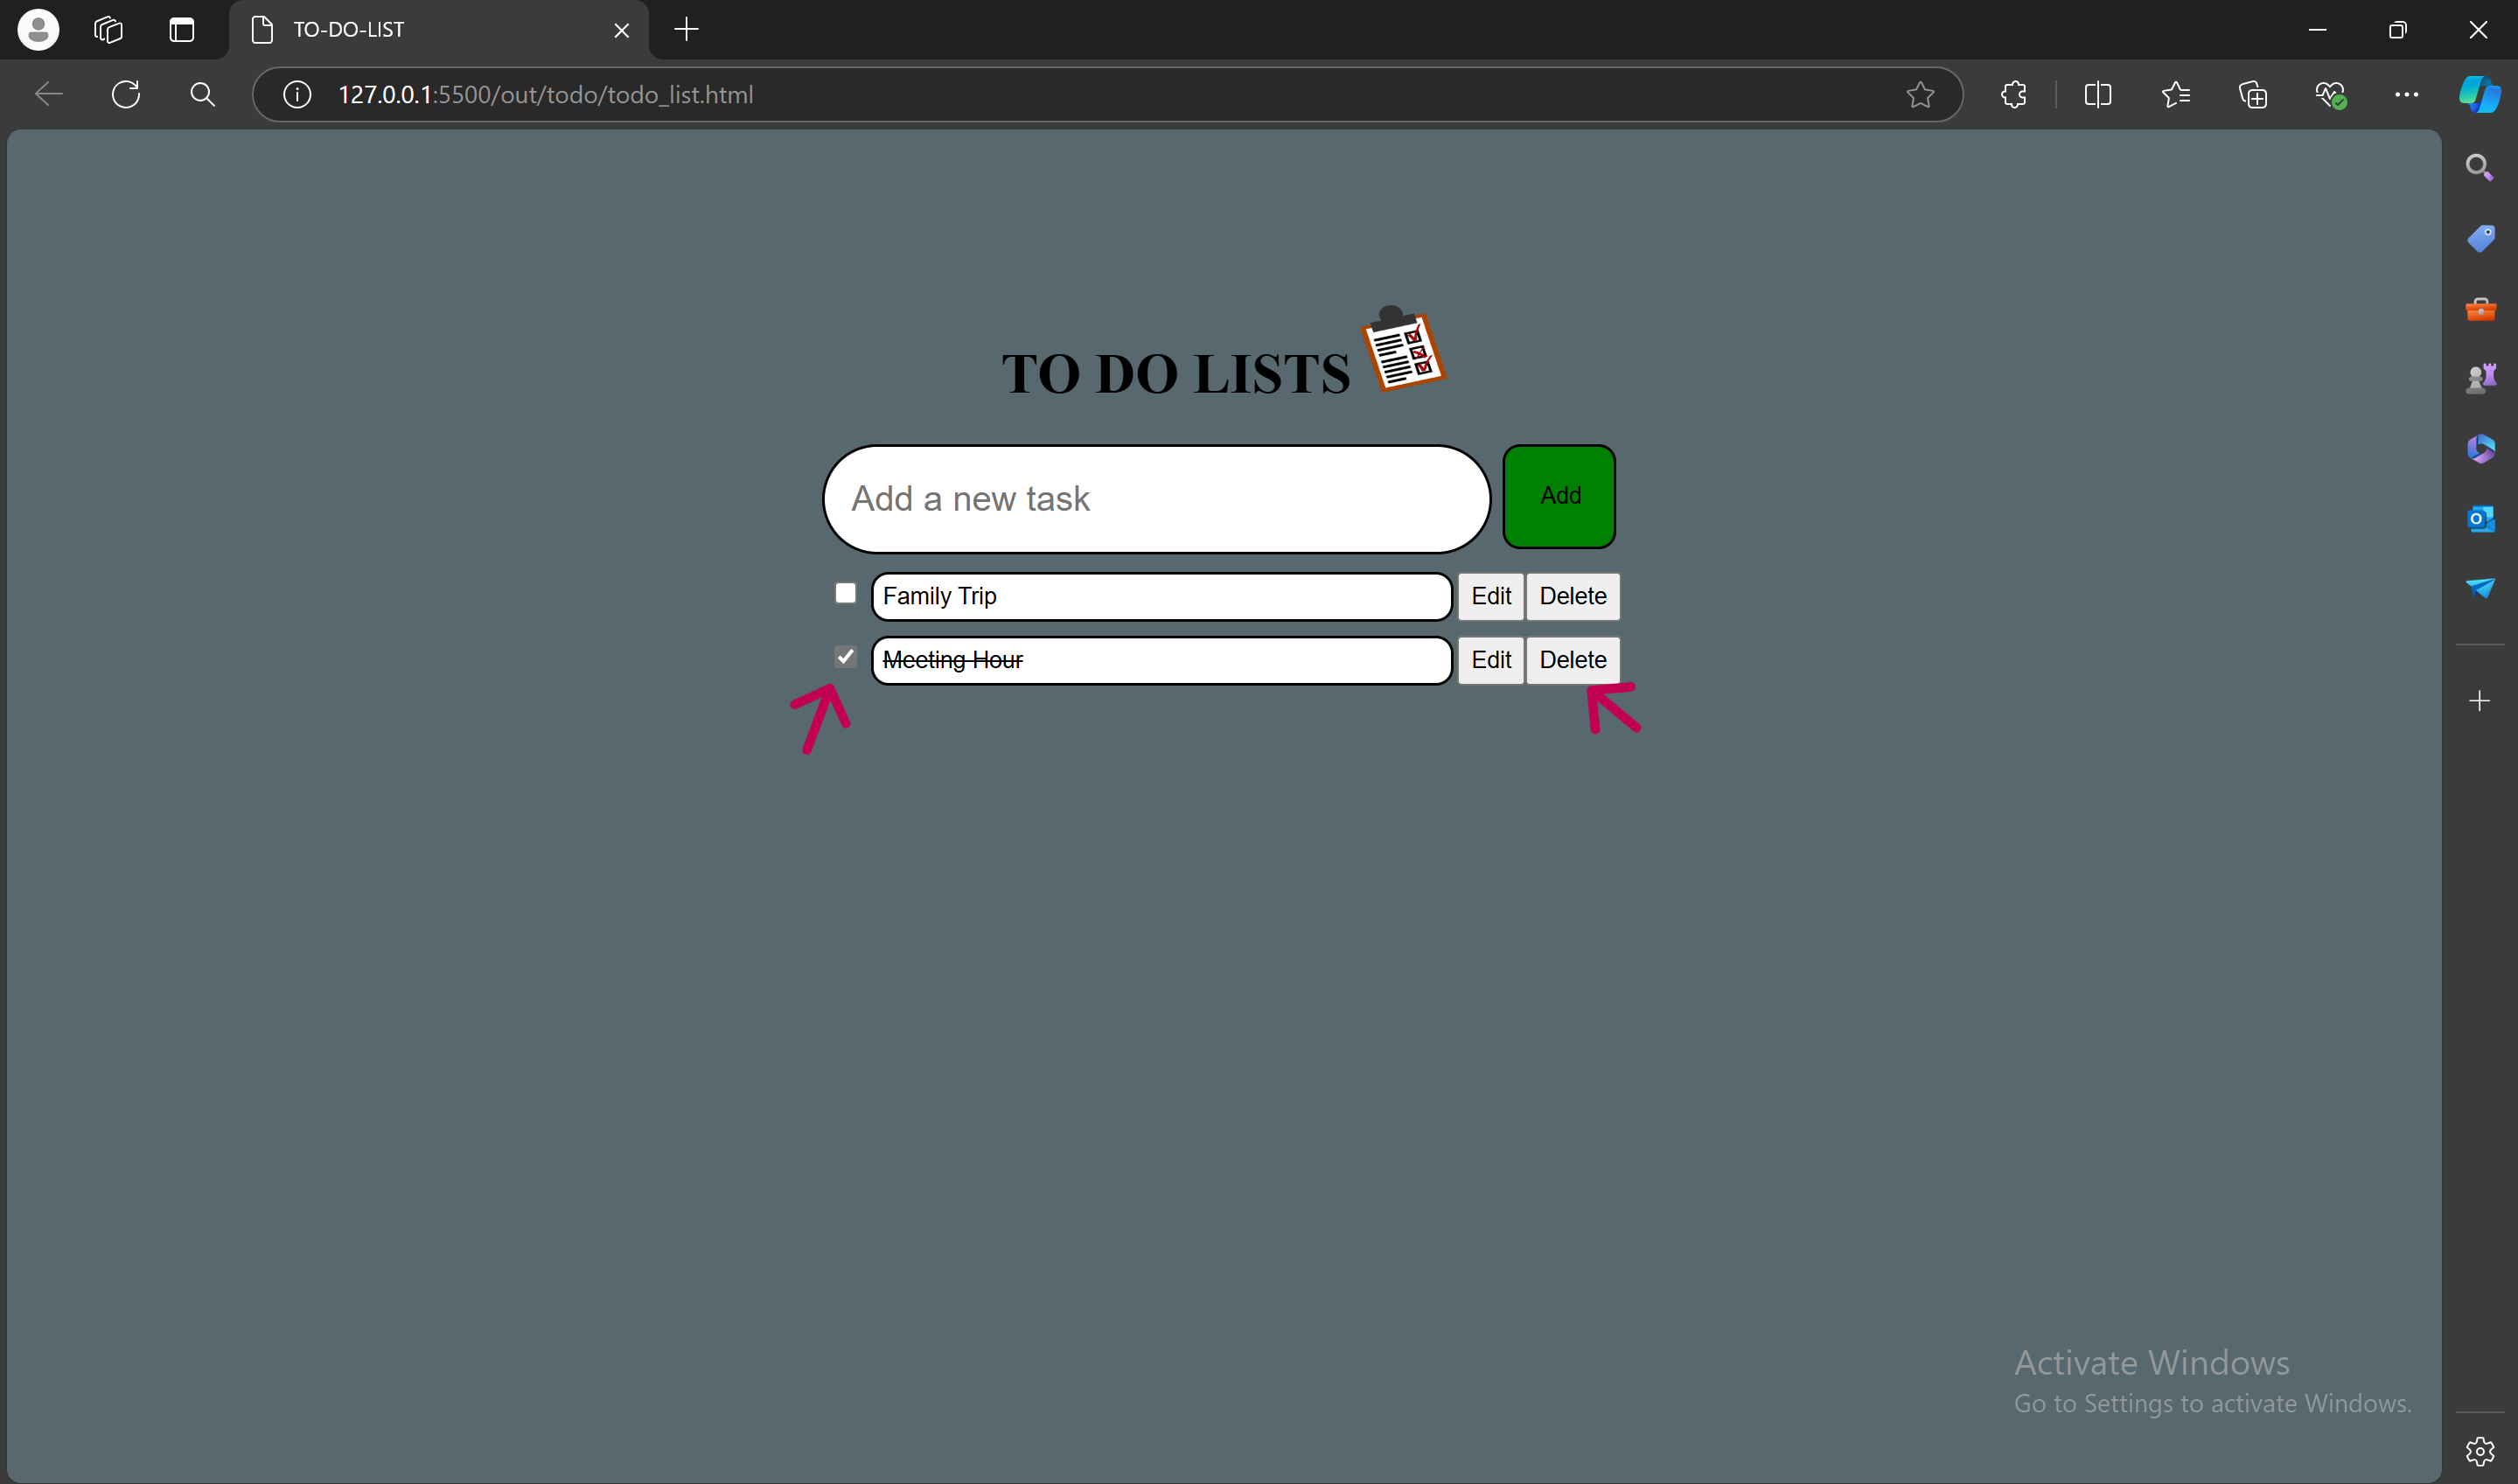 TO-DO-LIST
127.0.0.1:5500/out/todo/todo_list.html
TO DO LISTS
Add a new task
Add
Family Trip
Edit
Delete
Meeting Hour
Edit
Delete
Activate Windows
Go to Settings to activate Windows.